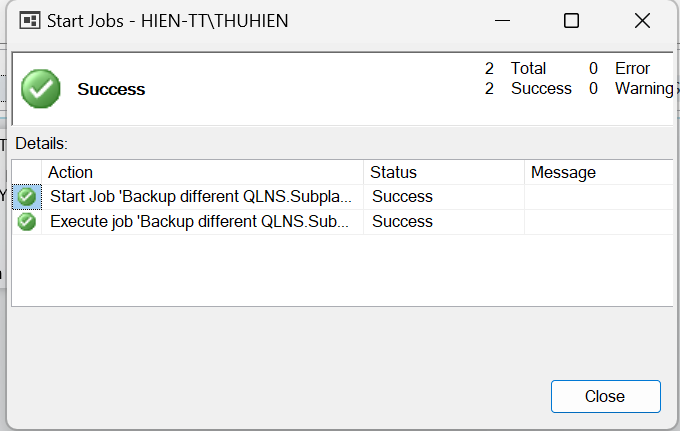 Start Jobs - HIEN-TT\THUHIEN
Success
2 Total 0 Error
2 Success 0 Warning
Details:
Action Status Message
Start Job 'Backup different QLNS.Subpla... Success
Execute job 'Backup different QLNS.Sub... Success
Close